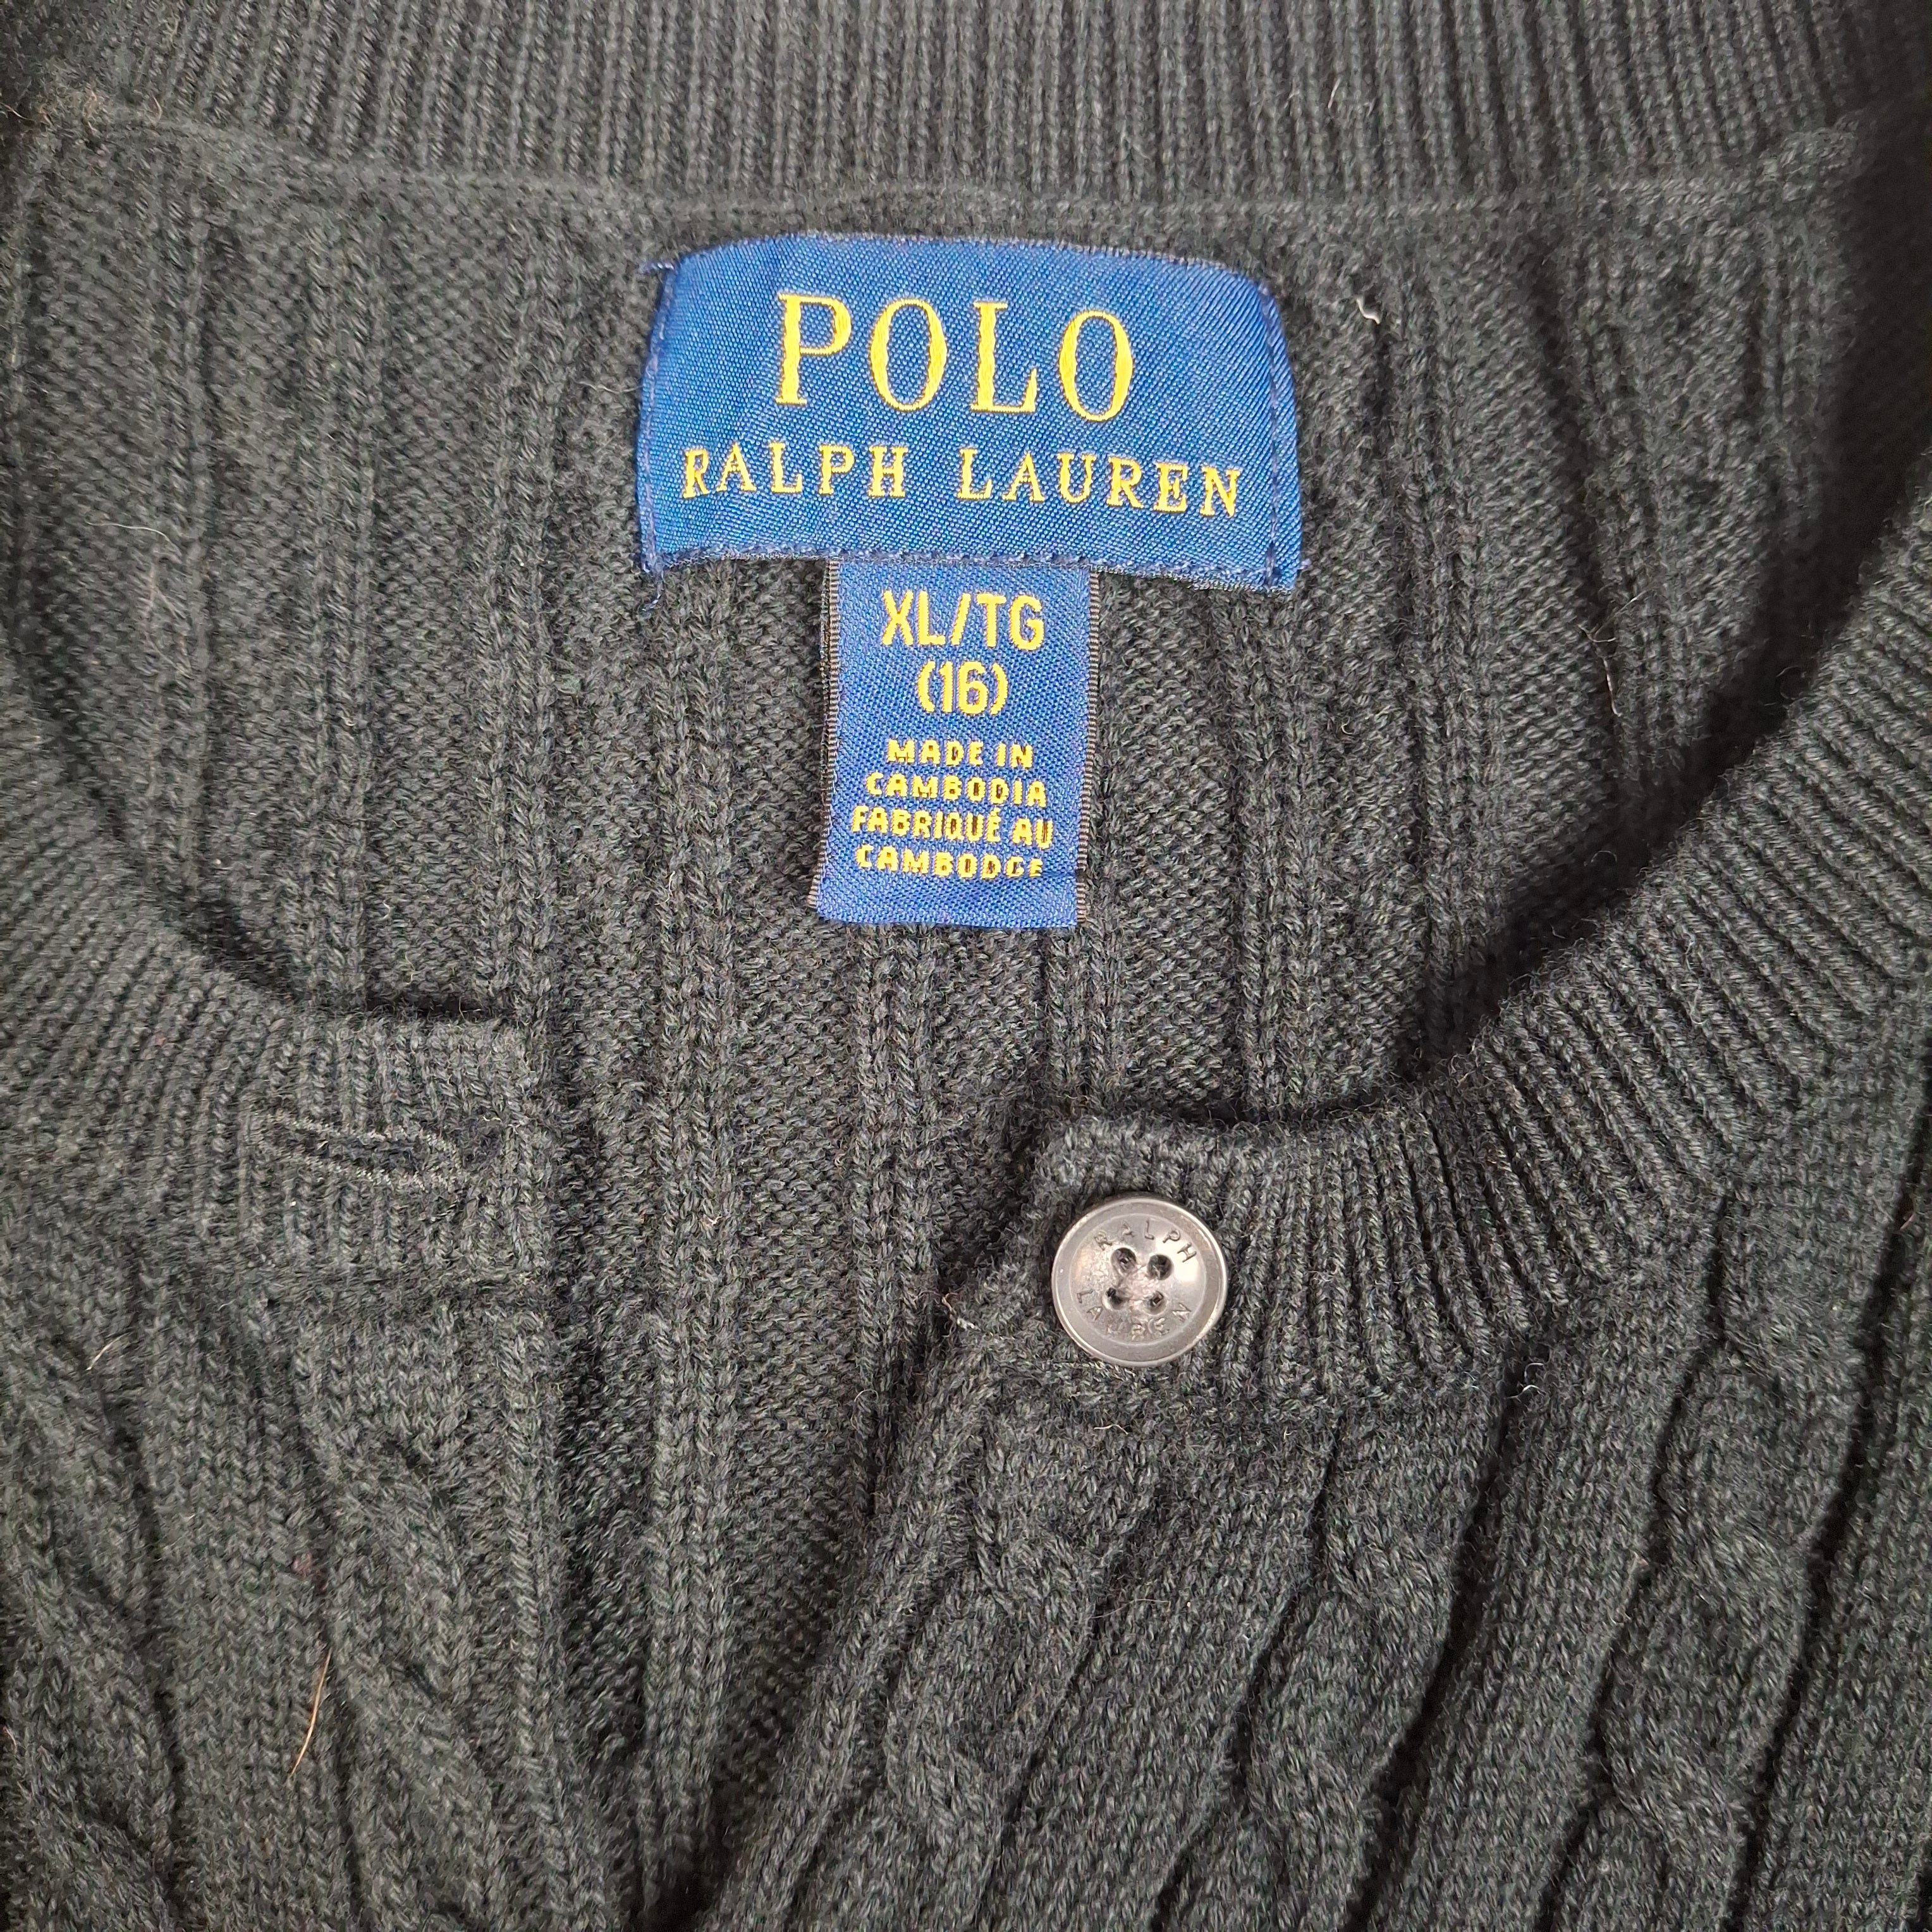 POLO
RALPH LAUREN
XL/TG
(16)
MADE IN
CAMBODIA
FABRIQUÉ AU
CAMBODGE
RALPH
LAUREN